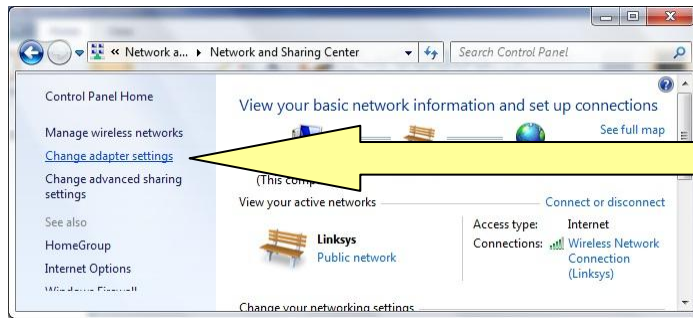 « Network a... ▸ Network and Sharing Center
Search Control Panel
Control Panel Home
Manage wireless networks
Change adapter settings
Change advanced sharing
settings
See also
HomeGroup
Internet Options
Windows Firewall
View your basic network information and set up connections
See full map
(This
View your active networks
Connect or disconnect
Linksys
Public network
Access type: Internet
Connections: Wireless Network
Connection
(Linksys)
Change your networking settings